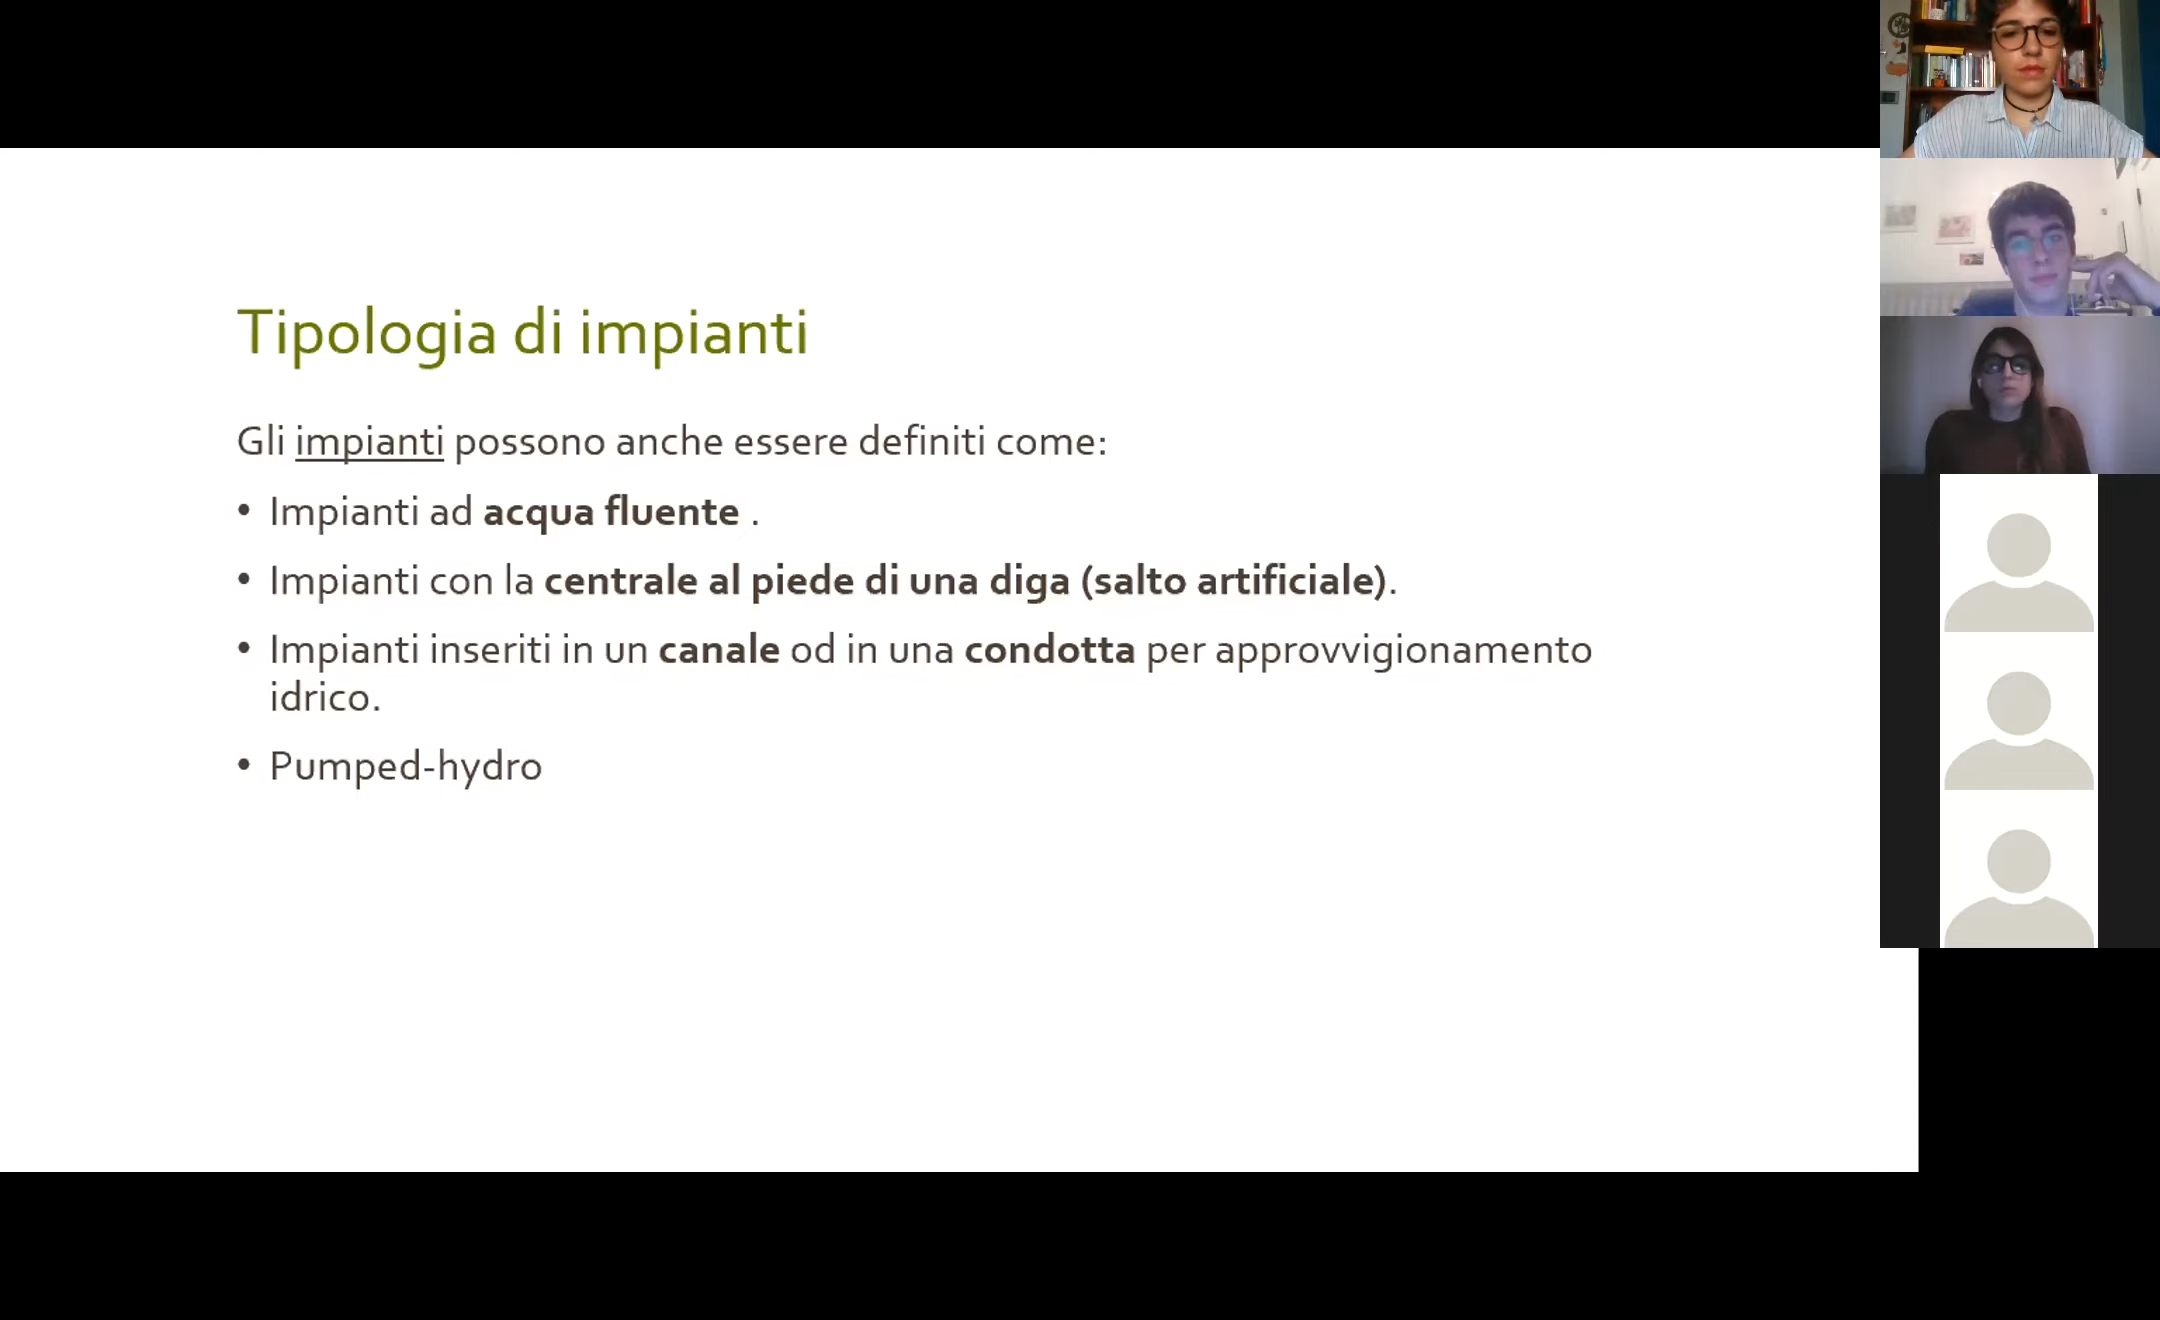 Tipologia di impianti
Gli impianti possono anche essere definiti come:
• Impianti ad acqua fluente .
• Impianti con la centrale al piede di una diga (salto artificiale).
• Impianti inseriti in un canale od in una condotta per approvvigionamento
idrico.
• Pumped-hydro